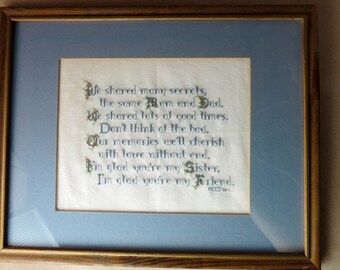 We shared many secrets,
the same Mom and Dad,
We shared lots of good times.
Don't think of the bad.
Our memories we'll cherish
with love without end,
I'm glad you're my Sister,
I'm glad you're my Friend.